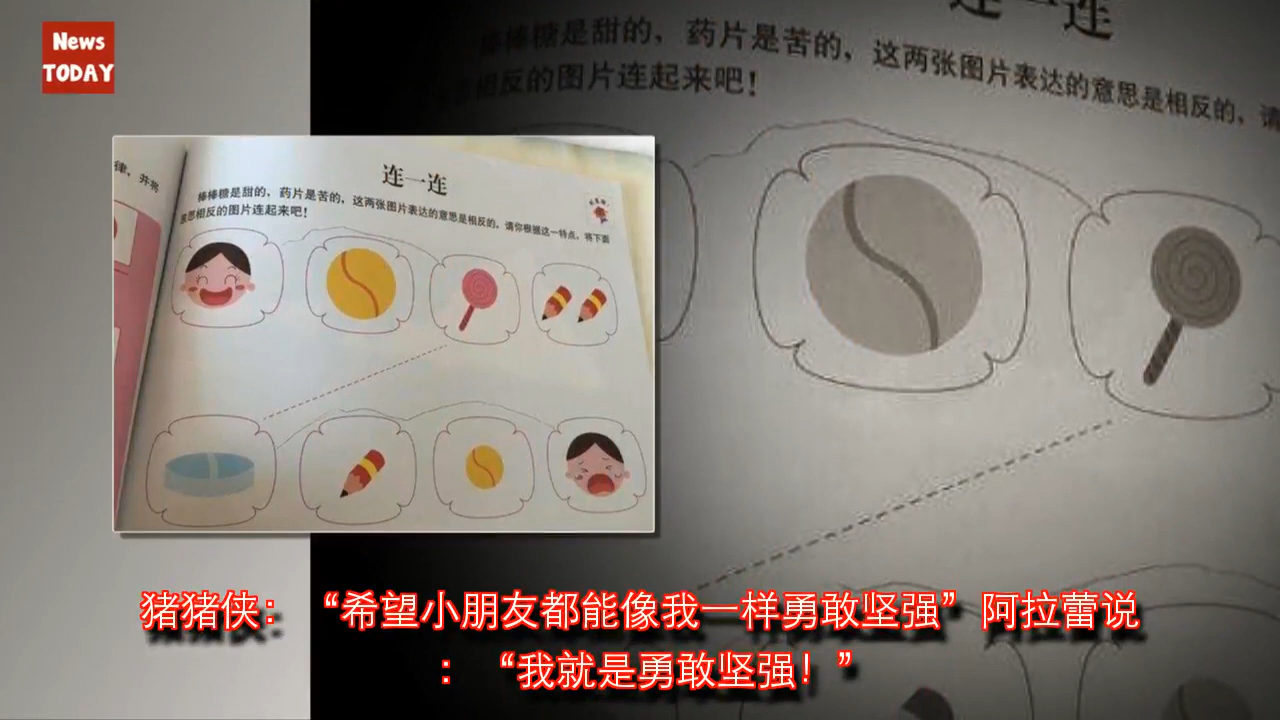 News
TODAY
连一连
棒棒糖是甜的，药片是苦的，这两张图片表达的意思是相反的，请
相反的图片连起来吧！
律，并将
连一连
棒棒糖是甜的，药片是苦的，这两张图片表达的意思是相反的。请你根据这一特点，将下面
意思相反的图片连起来吧！
猪猪侠：“希望小朋友都能像我一样勇敢坚强”阿拉蕾说
：“我就是勇敢坚强！”